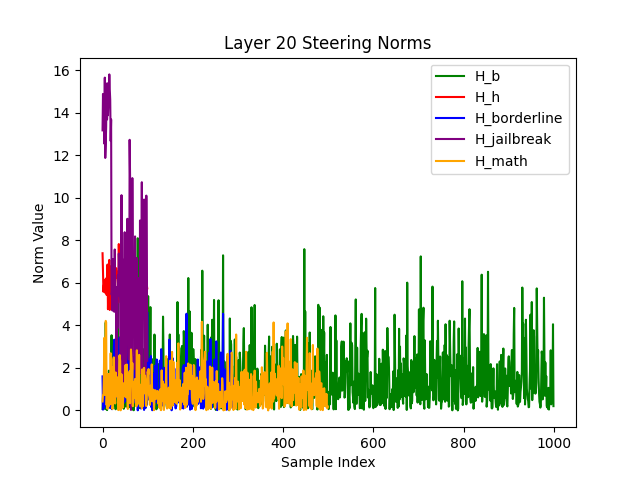 Layer 20 Steering Norms
16
14
12
10
8
6
4
2
0
Norm Value
0
200
400
600
800
1000
Sample Index
H_b
H_h
H_borderline
H_jailbreak
H_math